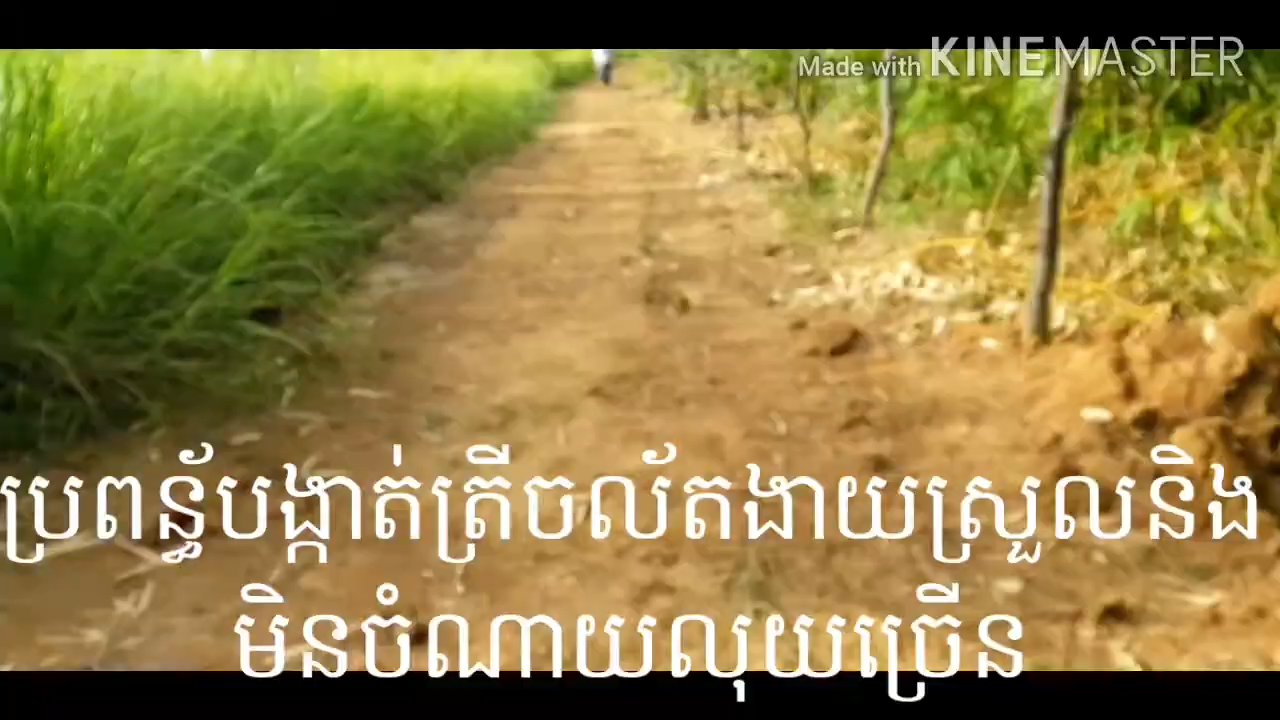 Made with KINEMASTER
ប្រពន្ធ័បង្កាត់ត្រីចល័តងាយស្រួលនិង
មិនចំណាយលុយច្រើន